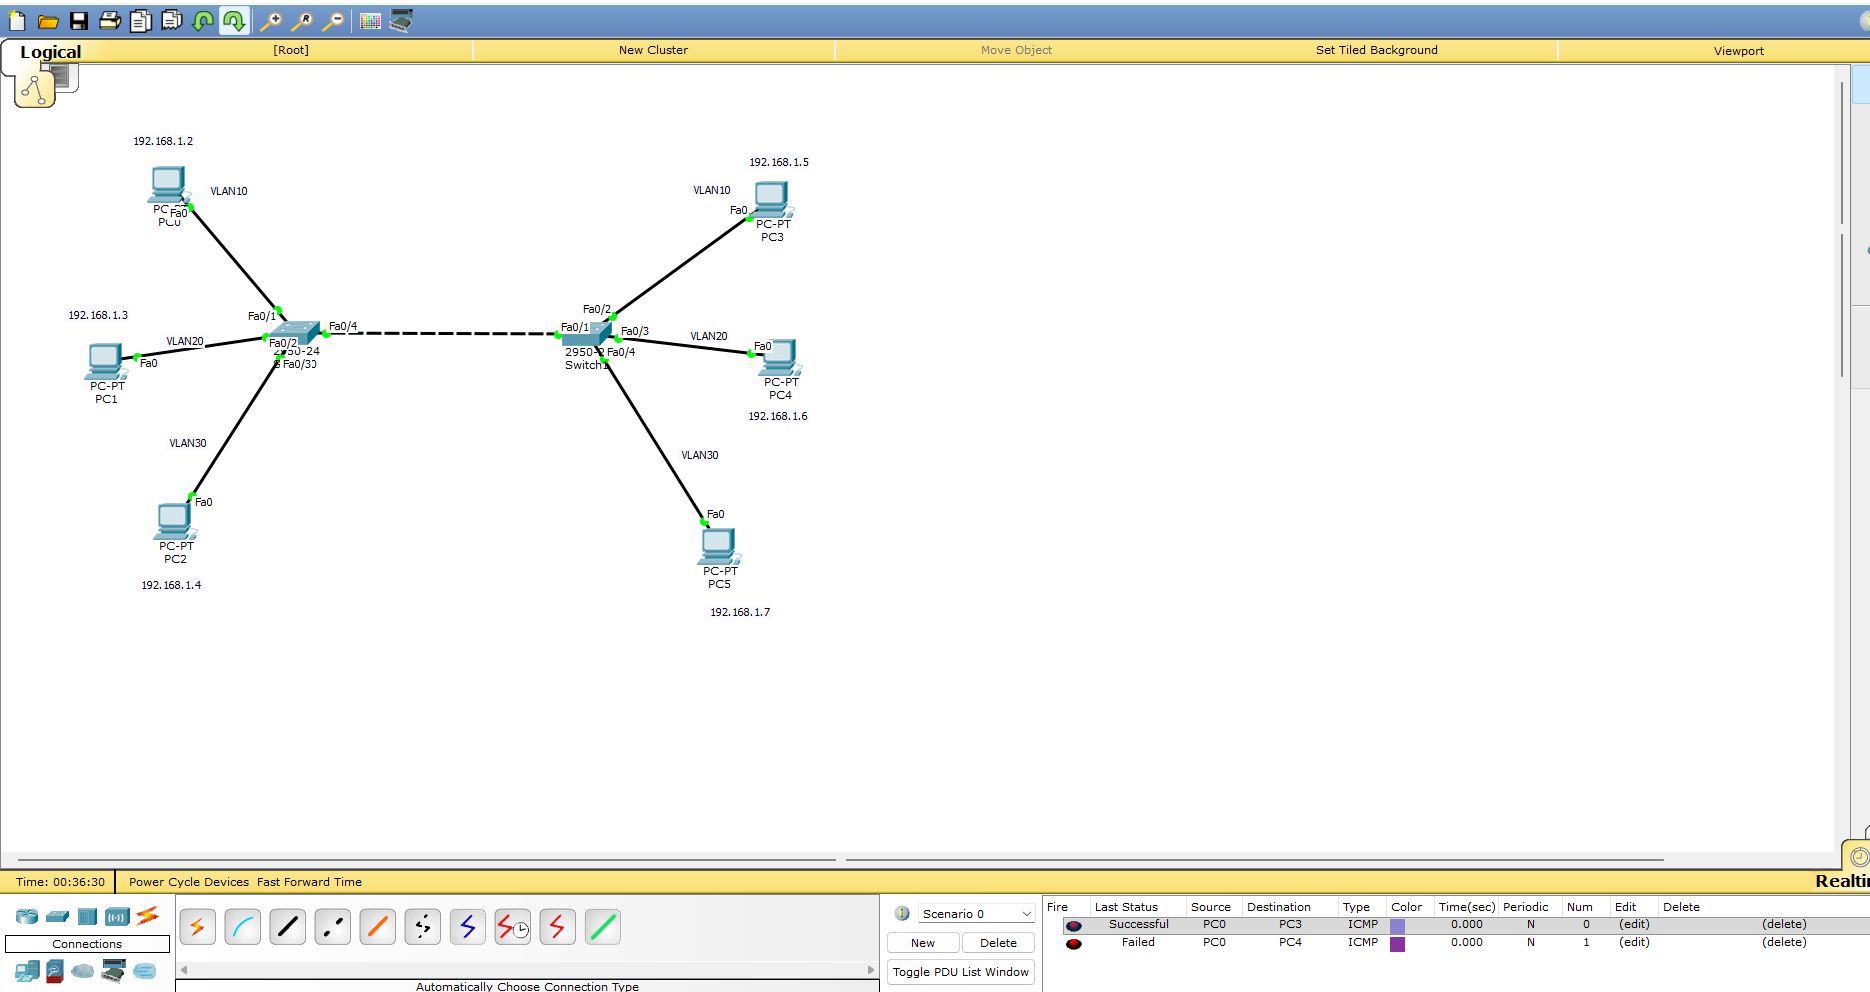 Logical
[Root]
New Cluster
Move Object
Set Tiled Background
Viewport
192.168.1.2
VLAN10
Fa0
PC0
192.168.1.5
VLAN10
Fa0
PC-PT
PC3
192.168.1.3
VLAN20
Fa0
PC-PT
PC1
Fa0/1
Fa0/2
Fa0/4
2950-24
Fa0/2
Fa0/1
Fa0/3
Fa0/4
Switch1
VLAN20
Fa0
PC-PT
PC4
192.168.1.6
VLAN30
Fa0
PC-PT
PC2
192.168.1.4
VLAN30
Fa0
PC-PT
PC5
192.168.1.7
Time: 00:36:30
Power Cycle Devices Fast Forward Time
Connections
Automatically Choose Connection Type
Scenario 0
New
Delete
Toggle PDU List Window
Fire Last Status Source Destination Type Color Time(sec) Periodic Num Edit Delete
Successful PC0 PC3 ICMP 0.000 N 0 (edit) (delete)
Failed PC0 PC4 ICMP 0.000 N 1 (edit) (delete)